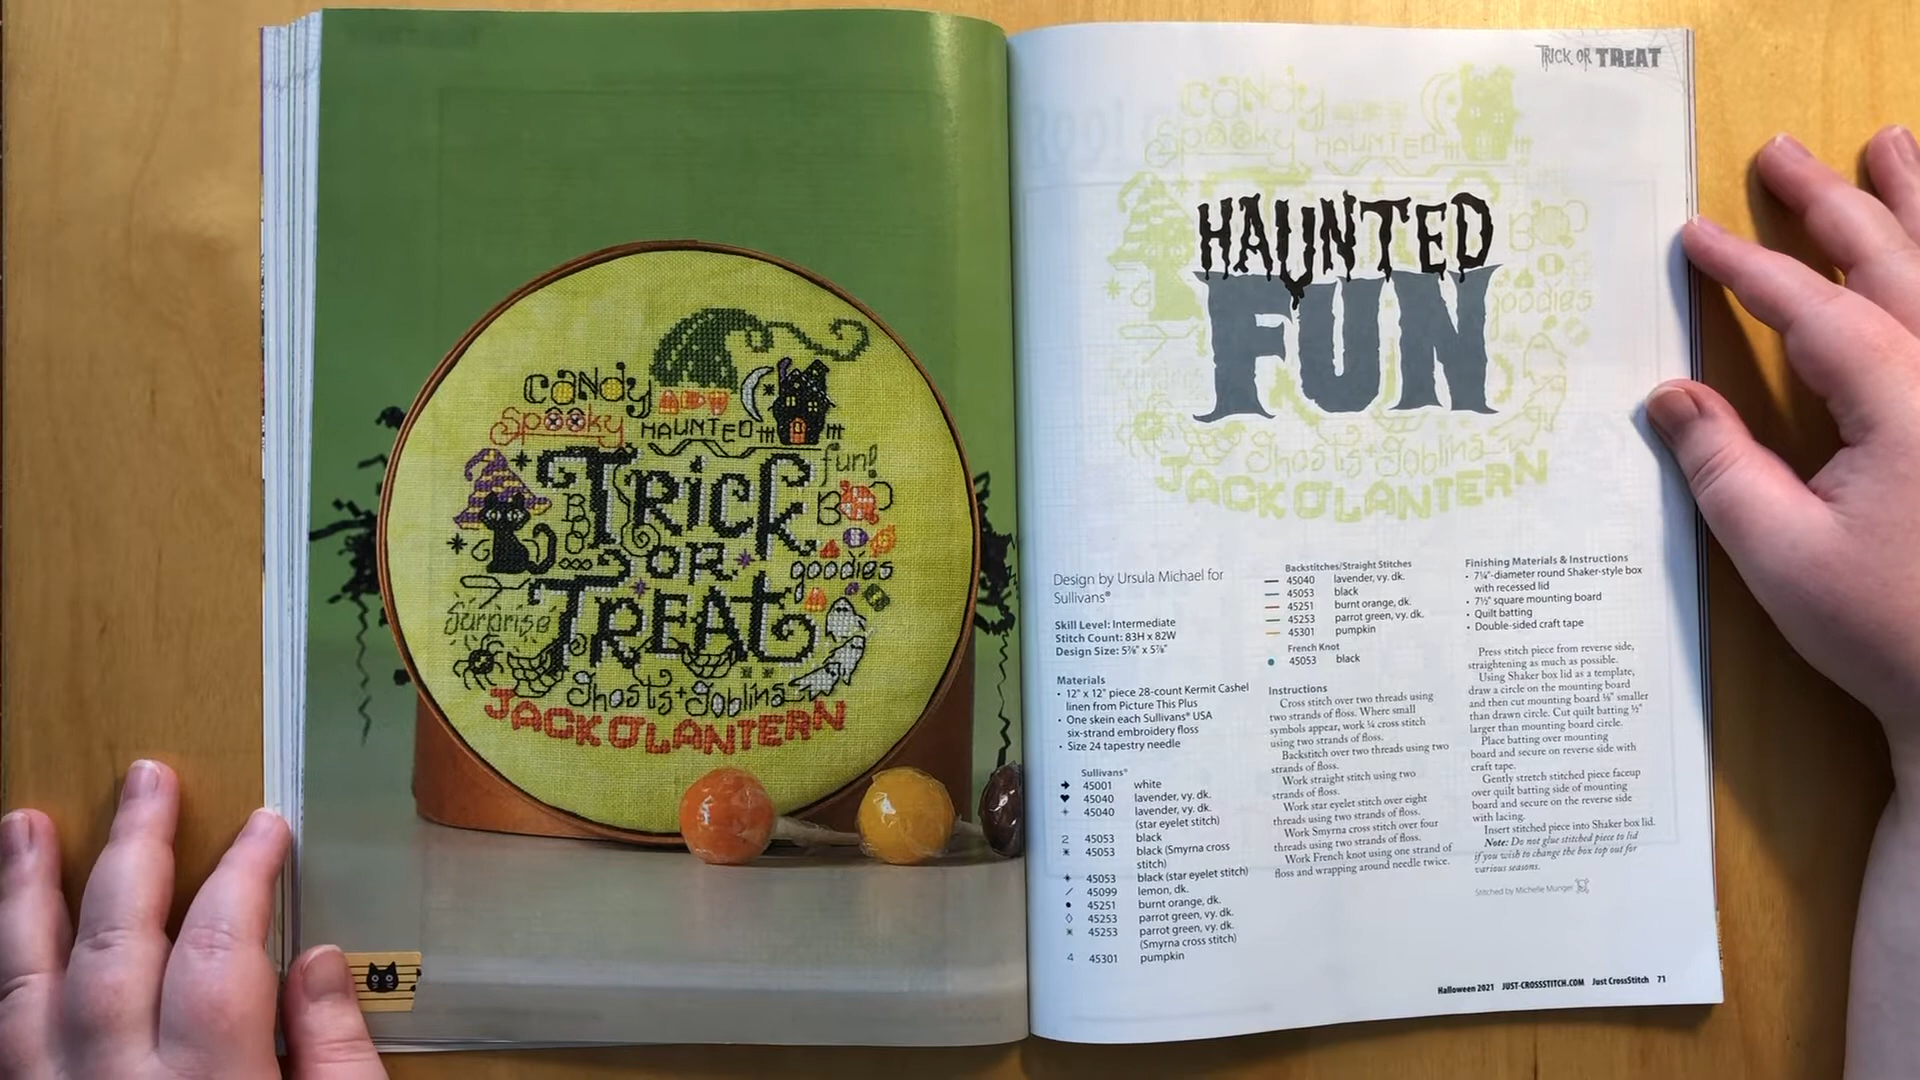 candy
Spooky
HAUNTED
fun!
Trick
BOO
BOO
OR
goodies
Treat
surprise
ghosts + goblins
JACK O'LANTERN
TRICK OR TREAT
candy
Spooky
HAUNTED
HAUNTED
FUN
goodies
ghosts + goblins
JACK O'LANTERN
Design by Ursula Michael for
Sullivans®
Skill Level: Intermediate
Stitch Count: 83H x 82W
Design Size: 5⅞" x 5⅞"
Materials
• 12" x 12" piece 28-count Kermit Cashel
linen from Picture This Plus
• One skein each Sullivans® USA
six-strand embroidery floss
• Size 24 tapestry needle
Sullivans®
45001 white
45040 lavender, vy. dk.
45040 lavender, vy. dk.
(star eyelet stitch)
2 45053 black
45053 black (Smyrna cross
stitch)
45053 black (star eyelet stitch)
/ 45099 lemon, dk.
• 45251 burnt orange, dk.
◊ 45253 parrot green, vy. dk.
45253 parrot green, vy. dk.
(Smyrna cross stitch)
4 45301 pumpkin
Backstitches/Straight Stitches
45040 lavender, vy. dk.
45053 black
45251 burnt orange, dk.
45253 parrot green, vy. dk.
45301 pumpkin
French Knot
45053 black
Instructions
Cross stitch over two threads using
two strands of floss. Where small
symbols appear, work ¼ cross stitch
using two strands of floss.
Backstitch over two threads using two
strands of floss.
Work straight stitch using two
strands of floss.
Work star eyelet stitch over eight
threads using two strands of floss.
Work Smyrna cross stitch over four
threads using two strands of floss.
Work French knot using one strand of
floss and wrapping around needle twice.
Finishing Materials & Instructions
• 7¼"-diameter round Shaker-style box
with recessed lid
• 7½" square mounting board
• Quilt batting
• Double-sided craft tape
Press stitch piece from reverse side,
straightening as much as possible.
Using Shaker box lid as a template,
draw a circle on the mounting board
and then cut mounting board ⅛" smaller
than drawn circle. Cut quilt batting ½"
larger than mounting board circle.
Place batting over mounting
board and secure on reverse side with
craft tape.
Gently stretch stitched piece faceup
over quilt batting side of mounting
board and secure on the reverse side
with lacing.
Insert stitched piece into Shaker box lid.
Note: Do not glue stitched piece to lid
if you wish to change the box top out for
various seasons.
Stitched by Michelle Munger
Halloween 2021 JUST-CROSSSTITCH.COM Just CrossStitch 71